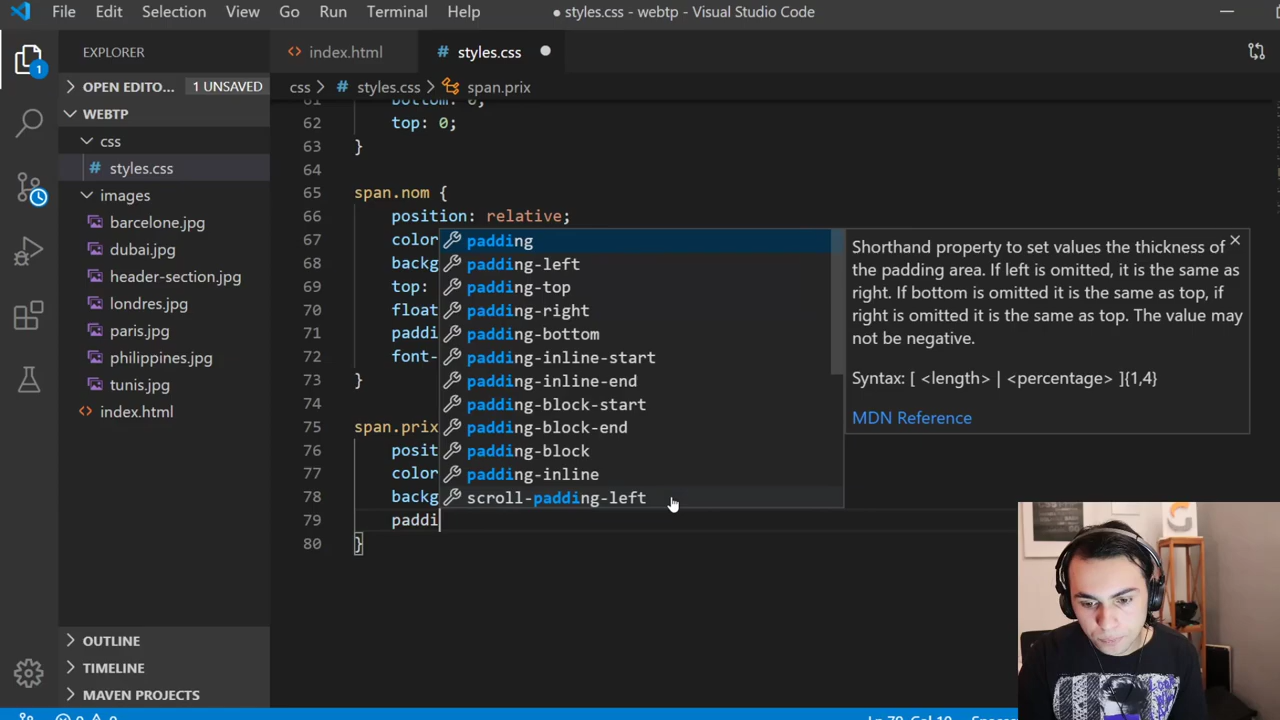 File Edit Selection View Go Run Terminal Help
● styles.css - webtp - Visual Studio Code
EXPLORER
OPEN EDITO... 1 UNSAVED
WEBTP
css
# styles.css
images
barcelone.jpg
dubai.jpg
header-section.jpg
londres.jpg
paris.jpg
philippines.jpg
tunis.jpg
<> index.html
OUTLINE
TIMELINE
MAVEN PROJECTS
1
<> index.html
# styles.css ●
css > # styles.css > span.prix
61 bottom: 0;
62 top: 0;
63 }
64
65 span.nom {
66 position: relative;
67 color
68 backg
69 top:
70 float
71 paddi
72 font-
73 }
74
75 span.prix
76 posit
77 color
78 backg
79 paddi
80 }
padding
padding-left
padding-top
padding-right
padding-bottom
padding-inline-start
padding-inline-end
padding-block-start
padding-block-end
padding-block
padding-inline
scroll-padding-left
Shorthand property to set values the thickness of
the padding area. If left is omitted, it is the same as
right. If bottom is omitted it is the same as top, if
right is omitted it is the same as top. The value may
not be negative.
Syntax: [ <length> | <percentage> ]{1,4}
MDN Reference